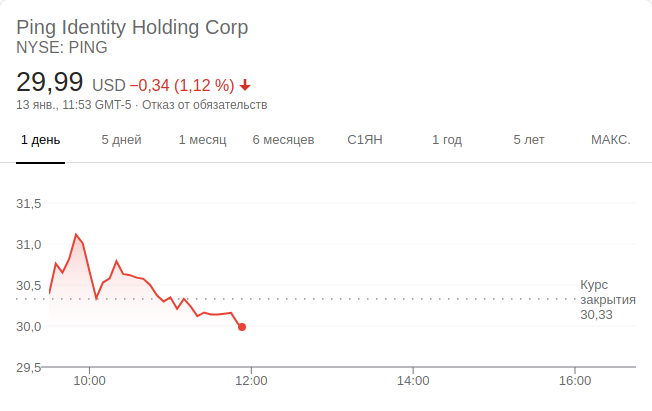 Ping Identity Holding Corp
NYSE: PING
29,99 USD −0,34 (1,12 %)
13 янв., 11:53 GMT-5 · Отказ от обязательств
1 день 5 дней 1 месяц 6 месяцев С1ЯН 1 год 5 лет МАКС.
31,5
31,0
30,5
Курс
закрытия
30,33
30,0
29,5
10:00 12:00 14:00 16:00